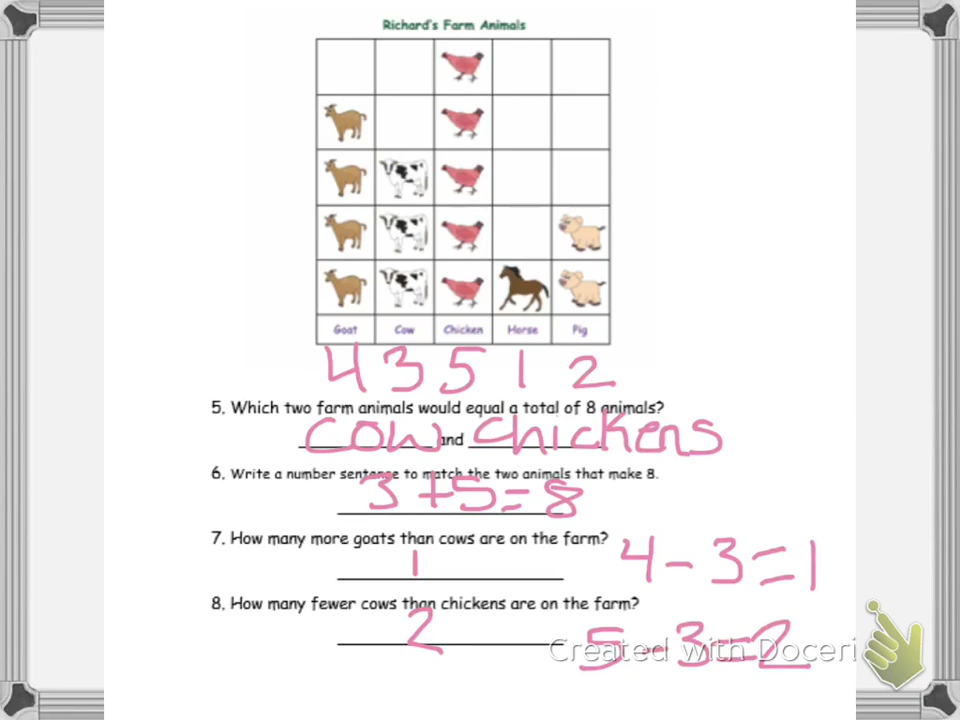 Richard's Farm Animals
Goat Cow Chicken Horse Pig
4 3 5 1 2
5. Which two farm animals would equal a total of 8 animals?
cow and chickens
6. Write a number sentence to match the two animals that make 8.
3+5=8
7. How many more goats than cows are on the farm?
1 4-3=1
8. How many fewer cows than chickens are on the farm?
2 5-3=2
Created with Doceri